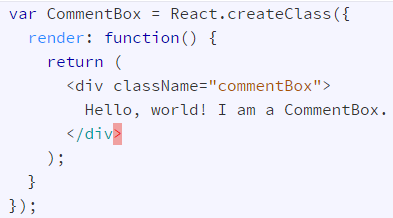 var CommentBox = React.createClass({
  render: function() {
    return (
      <div className="commentBox">
        Hello, world! I am a CommentBox.
      </div>
    );
  }
});